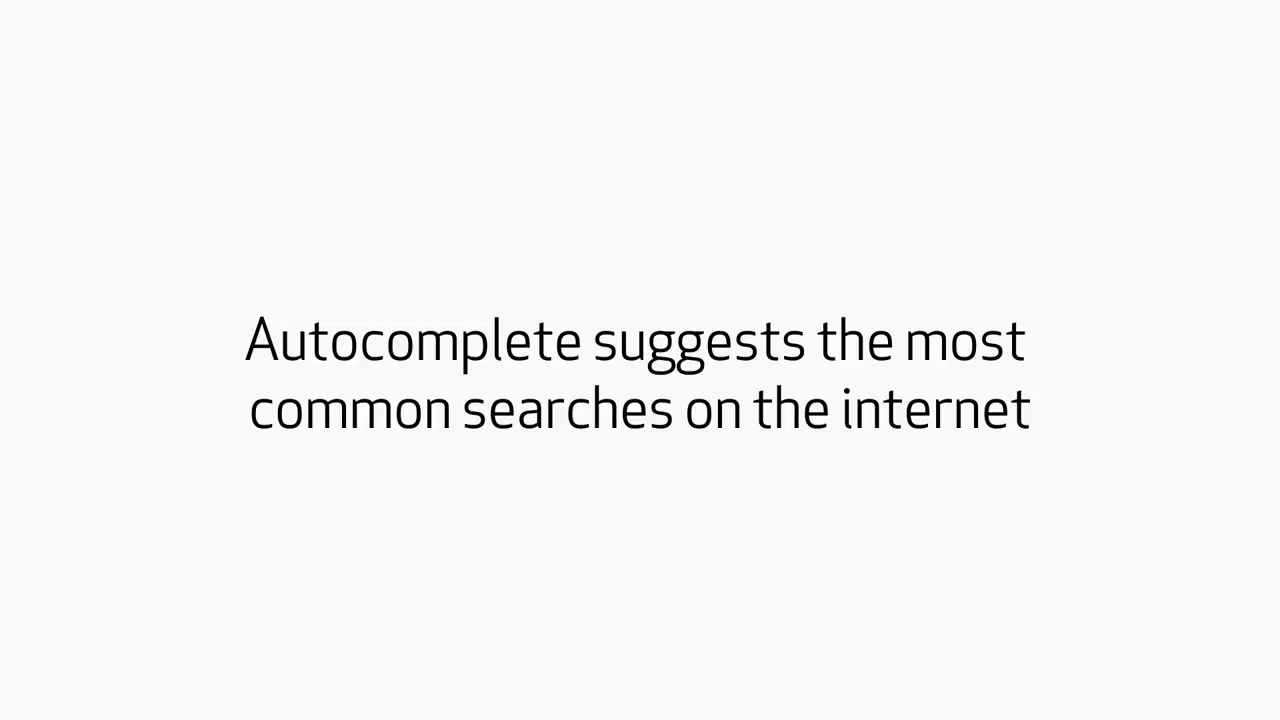 Autocomplete suggests the most
common searches on the internet